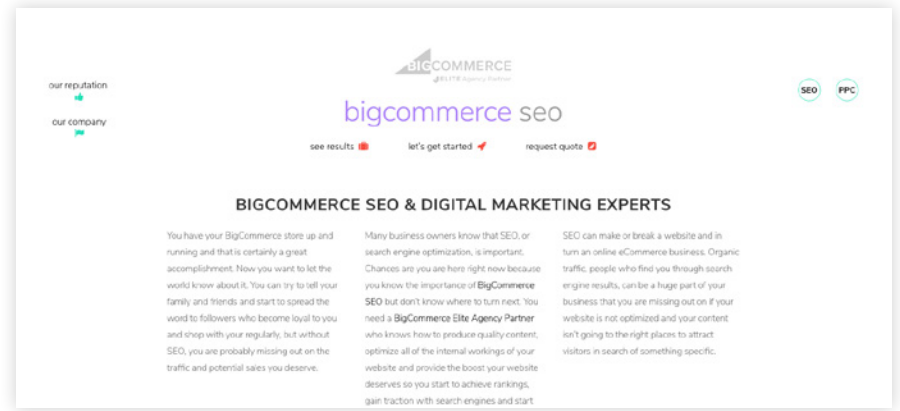 BIGCOMMERCE
ELITE Agency Partner
our reputation
our company
SEO
PPC
bigcommerce seo
see results
let's get started
request quote
BIGCOMMERCE SEO & DIGITAL MARKETING EXPERTS
You have your BigCommerce store up and
running and that is certainly a great
accomplishment. Now you want to let the
world know about it. You can try to tell your
family and friends and start to spread the
word to followers who become loyal to you
and shop with your regularly, but without
SEO, you are probably missing out on the
traffic and potential sales you deserve.
Many business owners know that SEO, or
search engine optimization, is important.
Chances are you are here right now because
you know the importance of BigCommerce
SEO but don't know where to turn next. You
need a BigCommerce Elite Agency Partner
who knows how to produce quality content,
optimize all of the internal workings of your
website and provide the boost your website
deserves so you start to achieve rankings,
gain traction with search engines and start
SEO can make or break a website and in
turn an online eCommerce business. Organic
traffic, people who find you through search
engine results, can be a huge part of your
business that you are missing out on if your
website is not optimized and your content
isn't going to the right places to attract
visitors in search of something specific.